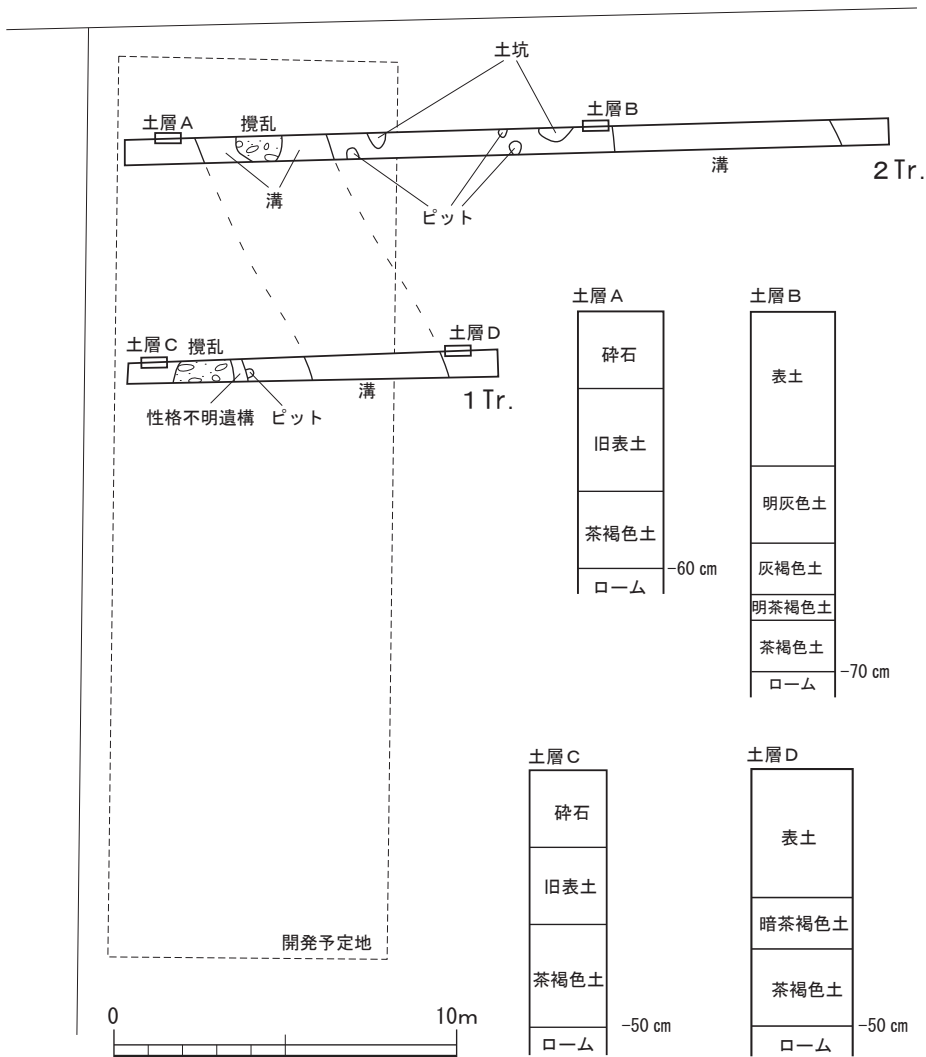 土坑
土層A
攪乱
土層B
溝
溝
2Tr.
ピット
土層C
攪乱
土層D
性格不明遺構
ピット
溝
1Tr.
土層A
砕石
旧表土
茶褐色土
-60 cm
ローム
土層B
表土
明灰色土
灰褐色土
明茶褐色土
茶褐色土
-70 cm
ローム
土層C
砕石
旧表土
茶褐色土
-50 cm
ローム
土層D
表土
暗茶褐色土
茶褐色土
-50 cm
ローム
開発予定地
0
10m